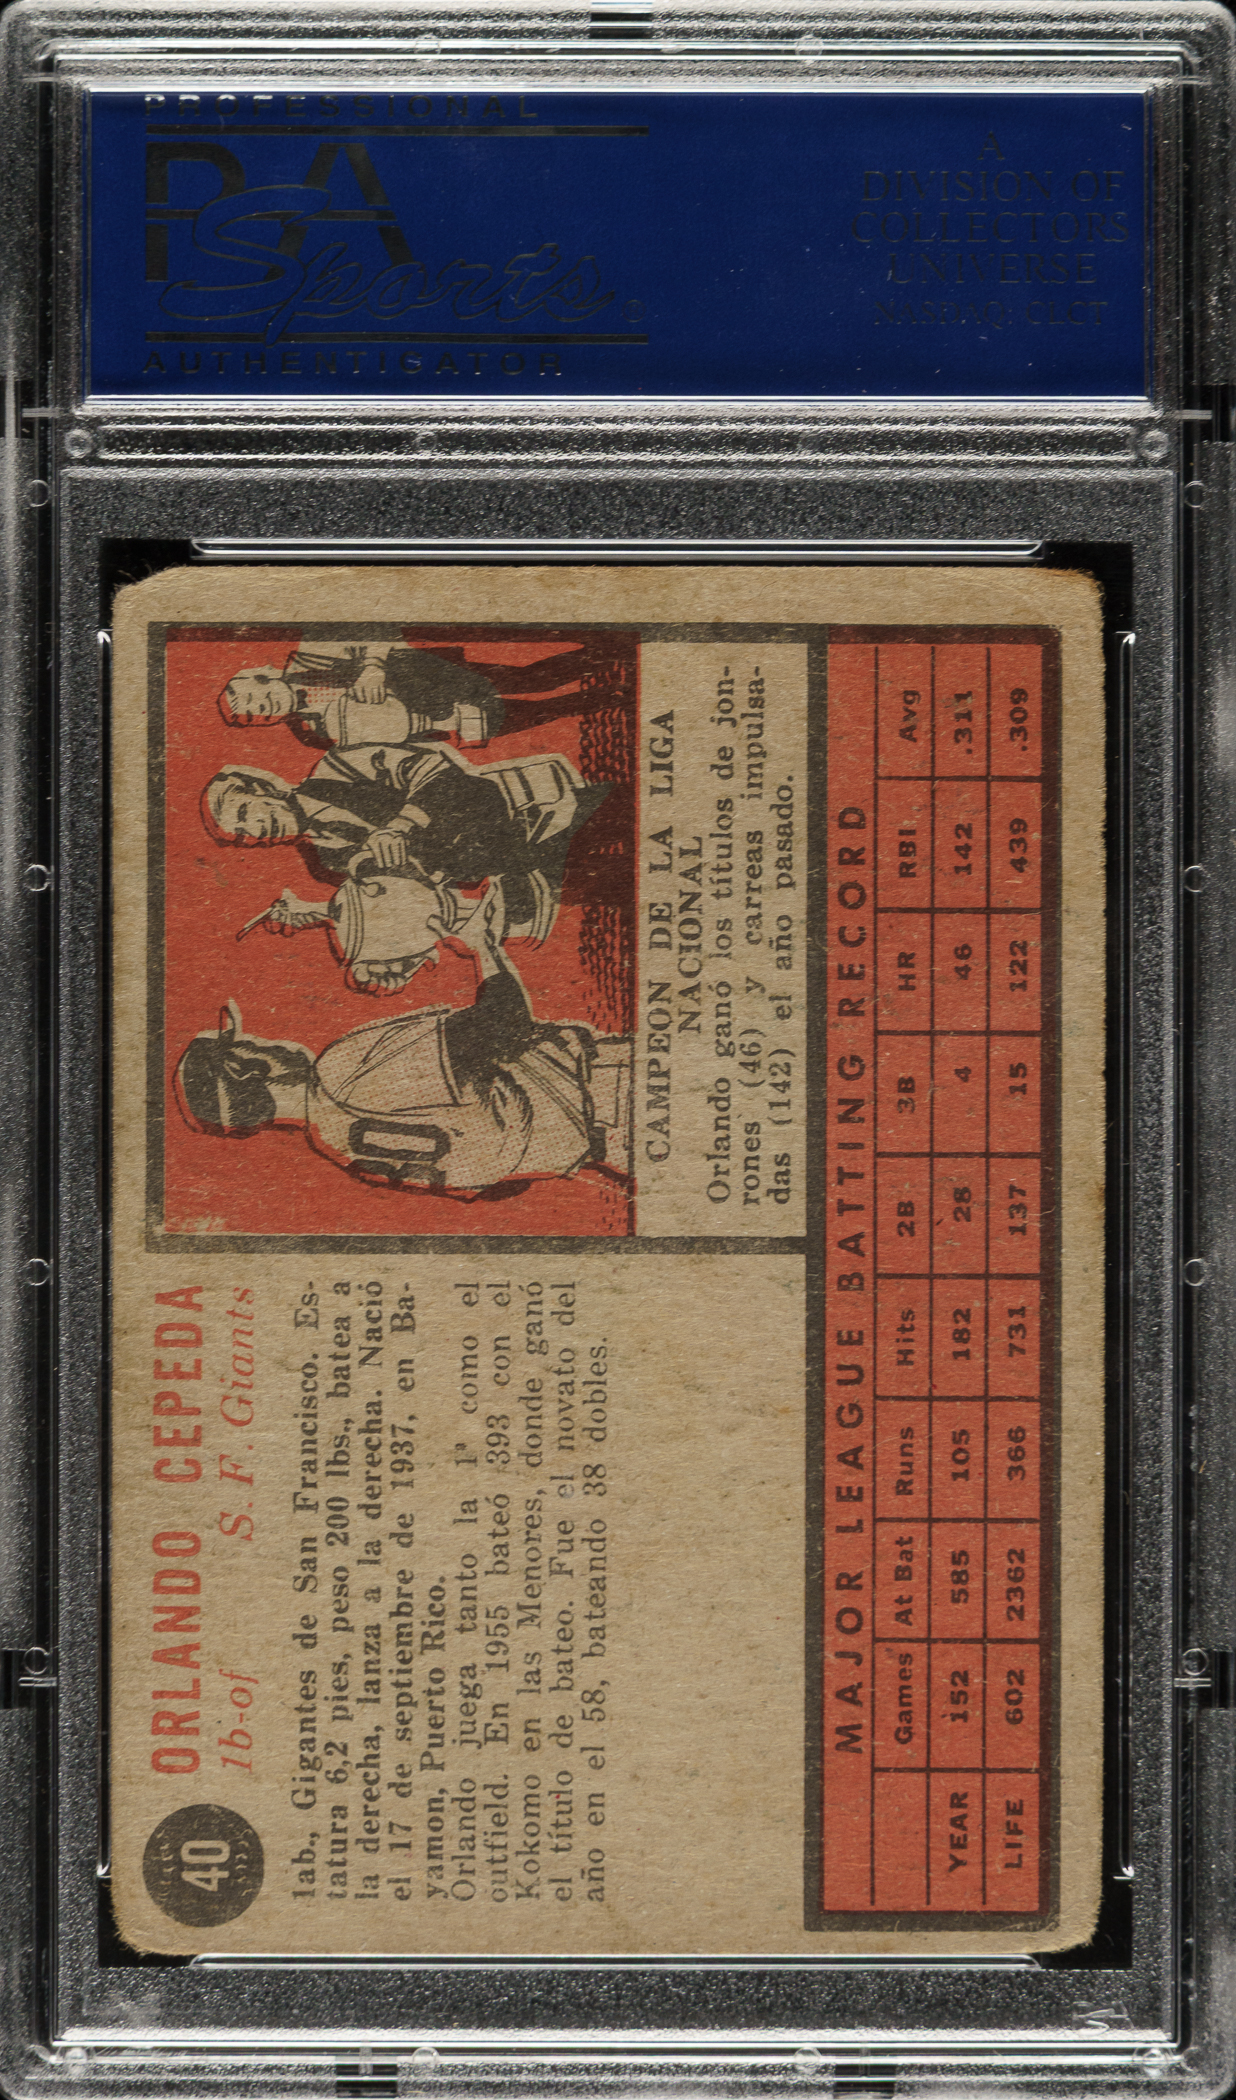 PROFESSIONAL
PSA
Sports®
AUTHENTICATOR
A
DIVISION OF
COLLECTORS
UNIVERSE
NASDAQ: CLCT
40
ORLANDO CEPEDA
1b-of S. F. Giants
1ab., Gigantes de San Francisco. Es-
tatura 6,2 pies, peso 200 lbs., batea a
la derecha, lanza a la derecha. Nació
el 17 de septiembre de 1937, en Ba-
yamon, Puerto Rico.
Orlando juega tanto la 1ª como el
outfield. En 1955 bateó 393 con el
Kokomo en las Menores, donde ganó
el título de bateo. Fue el novato del
año en el 58, bateando 38 dobles.
30
CAMPEON DE LA LIGA
NACIONAL
Orlando ganó los títulos de jon-
rones (46) y carreas impulsa-
das (142) el año pasado.
MAJOR LEAGUE BATTING RECORD
Games At Bat Runs Hits 2B 3B HR RBI Avg
YEAR 152 585 105 182 28 4 46 142 .311
LIFE 602 2362 366 731 137 15 122 439 .309